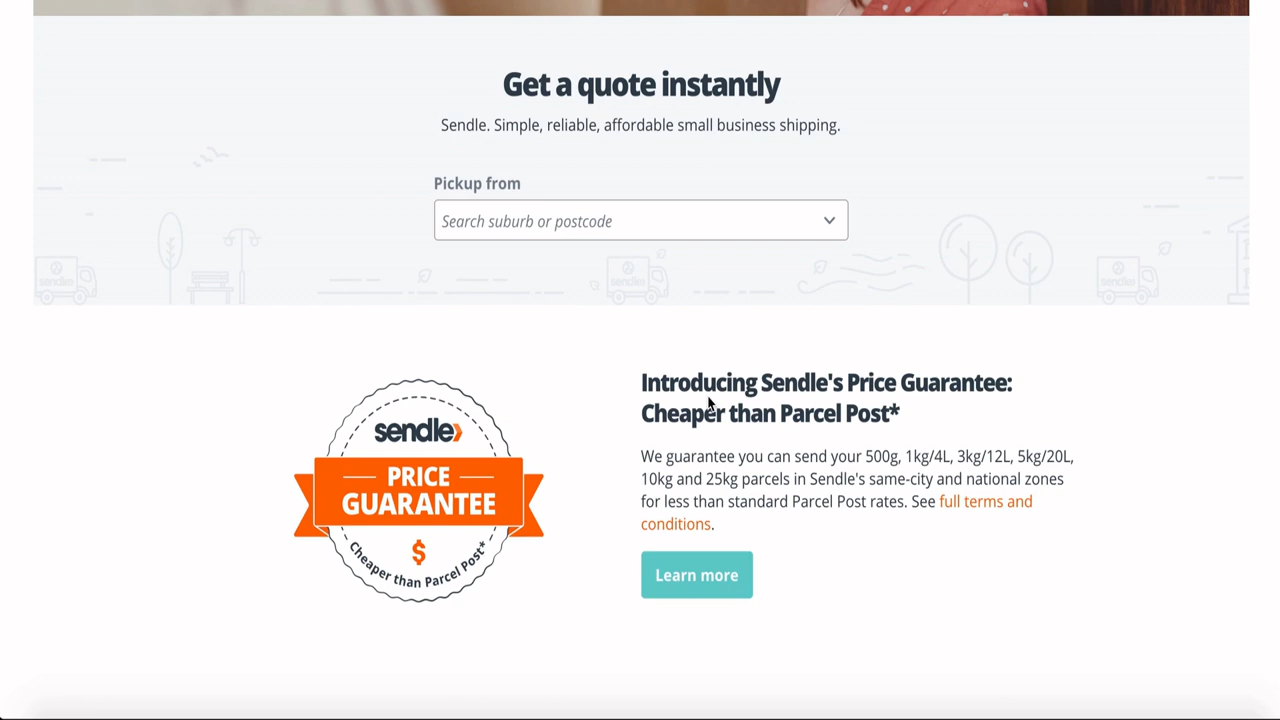 Get a quote instantly
Sendle. Simple, reliable, affordable small business shipping.
Pickup from
Search suburb or postcode
sendle
sendle
sendle
sendle
PRICE
GUARANTEE
$
Cheaper than Parcel Post*
Introducing Sendle's Price Guarantee:
Cheaper than Parcel Post*
We guarantee you can send your 500g, 1kg/4L, 3kg/12L, 5kg/20L,
10kg and 25kg parcels in Sendle's same-city and national zones
for less than standard Parcel Post rates. See full terms and
conditions.
Learn more